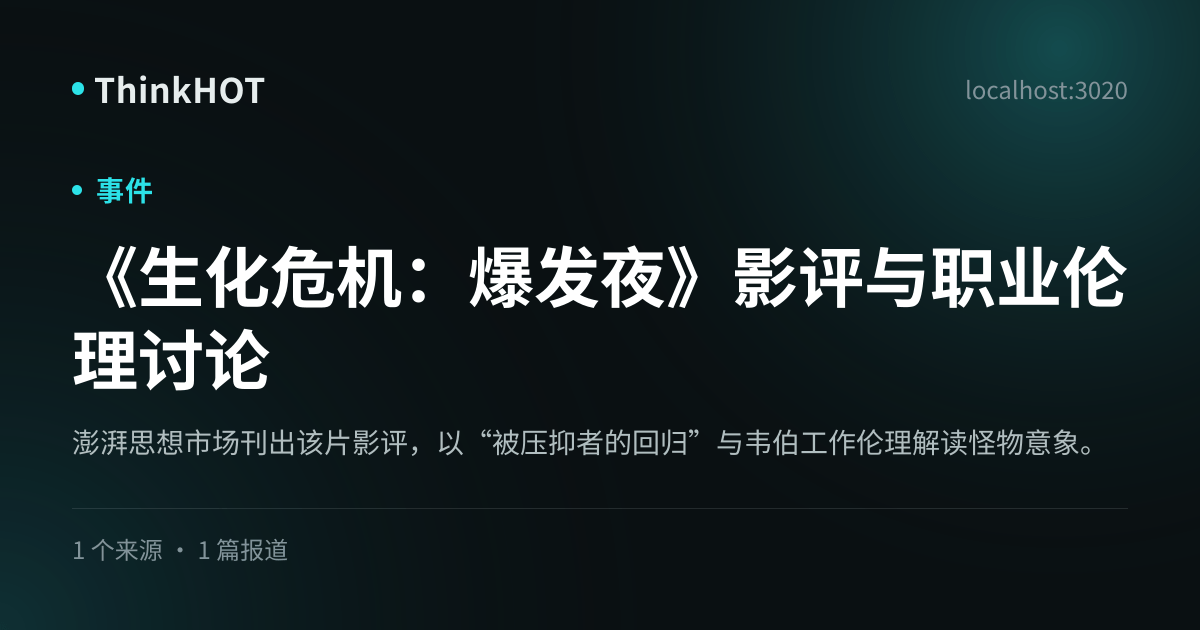 ThinkHOT
localhost:3020
事件
《生化危机：爆发夜》影评与职业伦
理讨论
澎湃思想市场刊出该片影评，以“被压抑者的回归”与韦伯工作伦理解读怪物意象。
1 个来源 · 1 篇报道